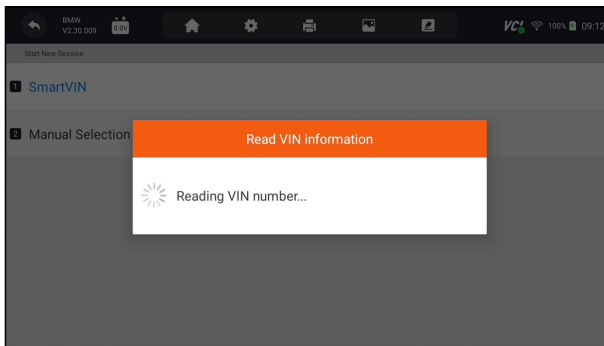 BMW
V2.30.009
0.0V
VCI 100% 09:12
Start New Session
1 SmartVIN
2 Manual Selection
Read VIN information
Reading VIN number...